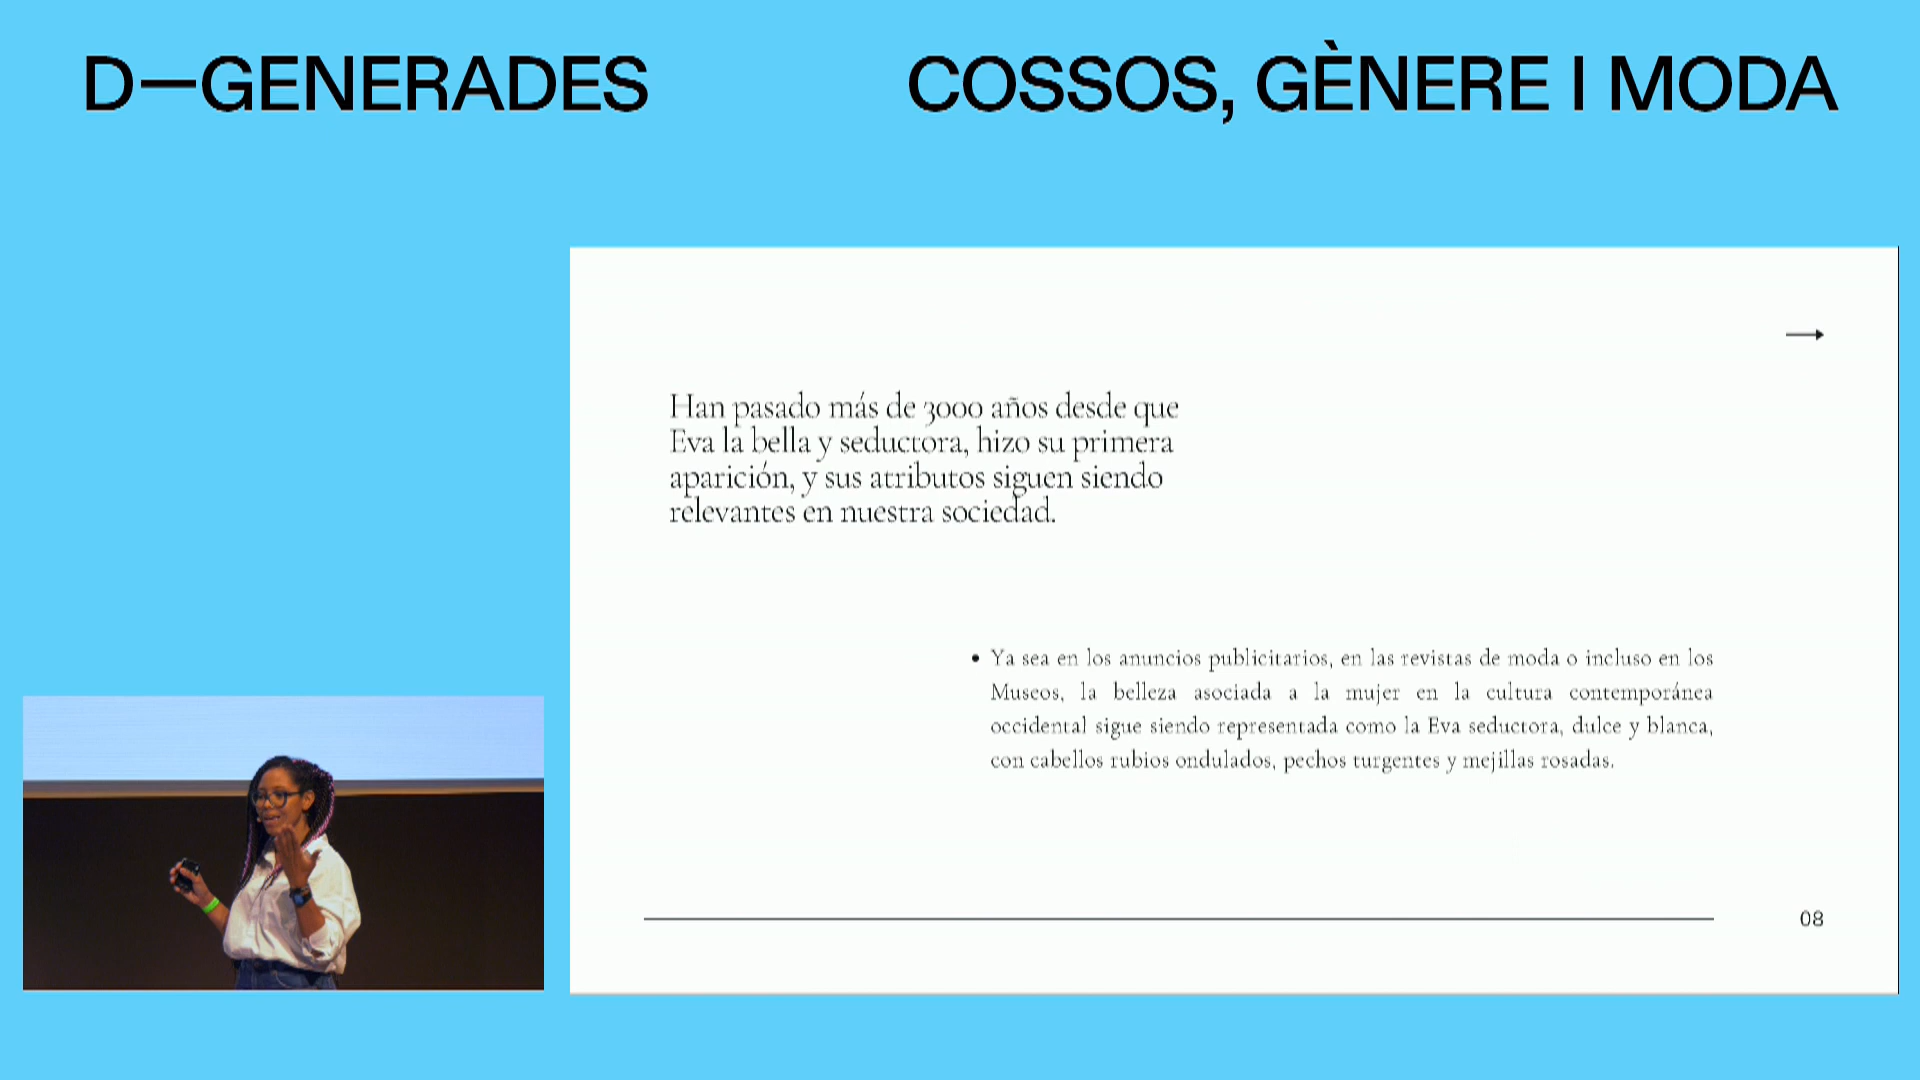 D—GENERADES
COSSOS, GÈNERE I MODA
Han pasado más de 3000 años desde que
Eva la bella y seductora, hizo su primera
aparición, y sus atributos siguen siendo
relevantes en nuestra sociedad.
• Ya sea en los anuncios publicitarios, en las revistas de moda o incluso en los
Museos, la belleza asociada a la mujer en la cultura contemporánea
occidental sigue siendo representada como la Eva seductora, dulce y blanca,
con cabellos rubios ondulados, pechos turgentes y mejillas rosadas.
08